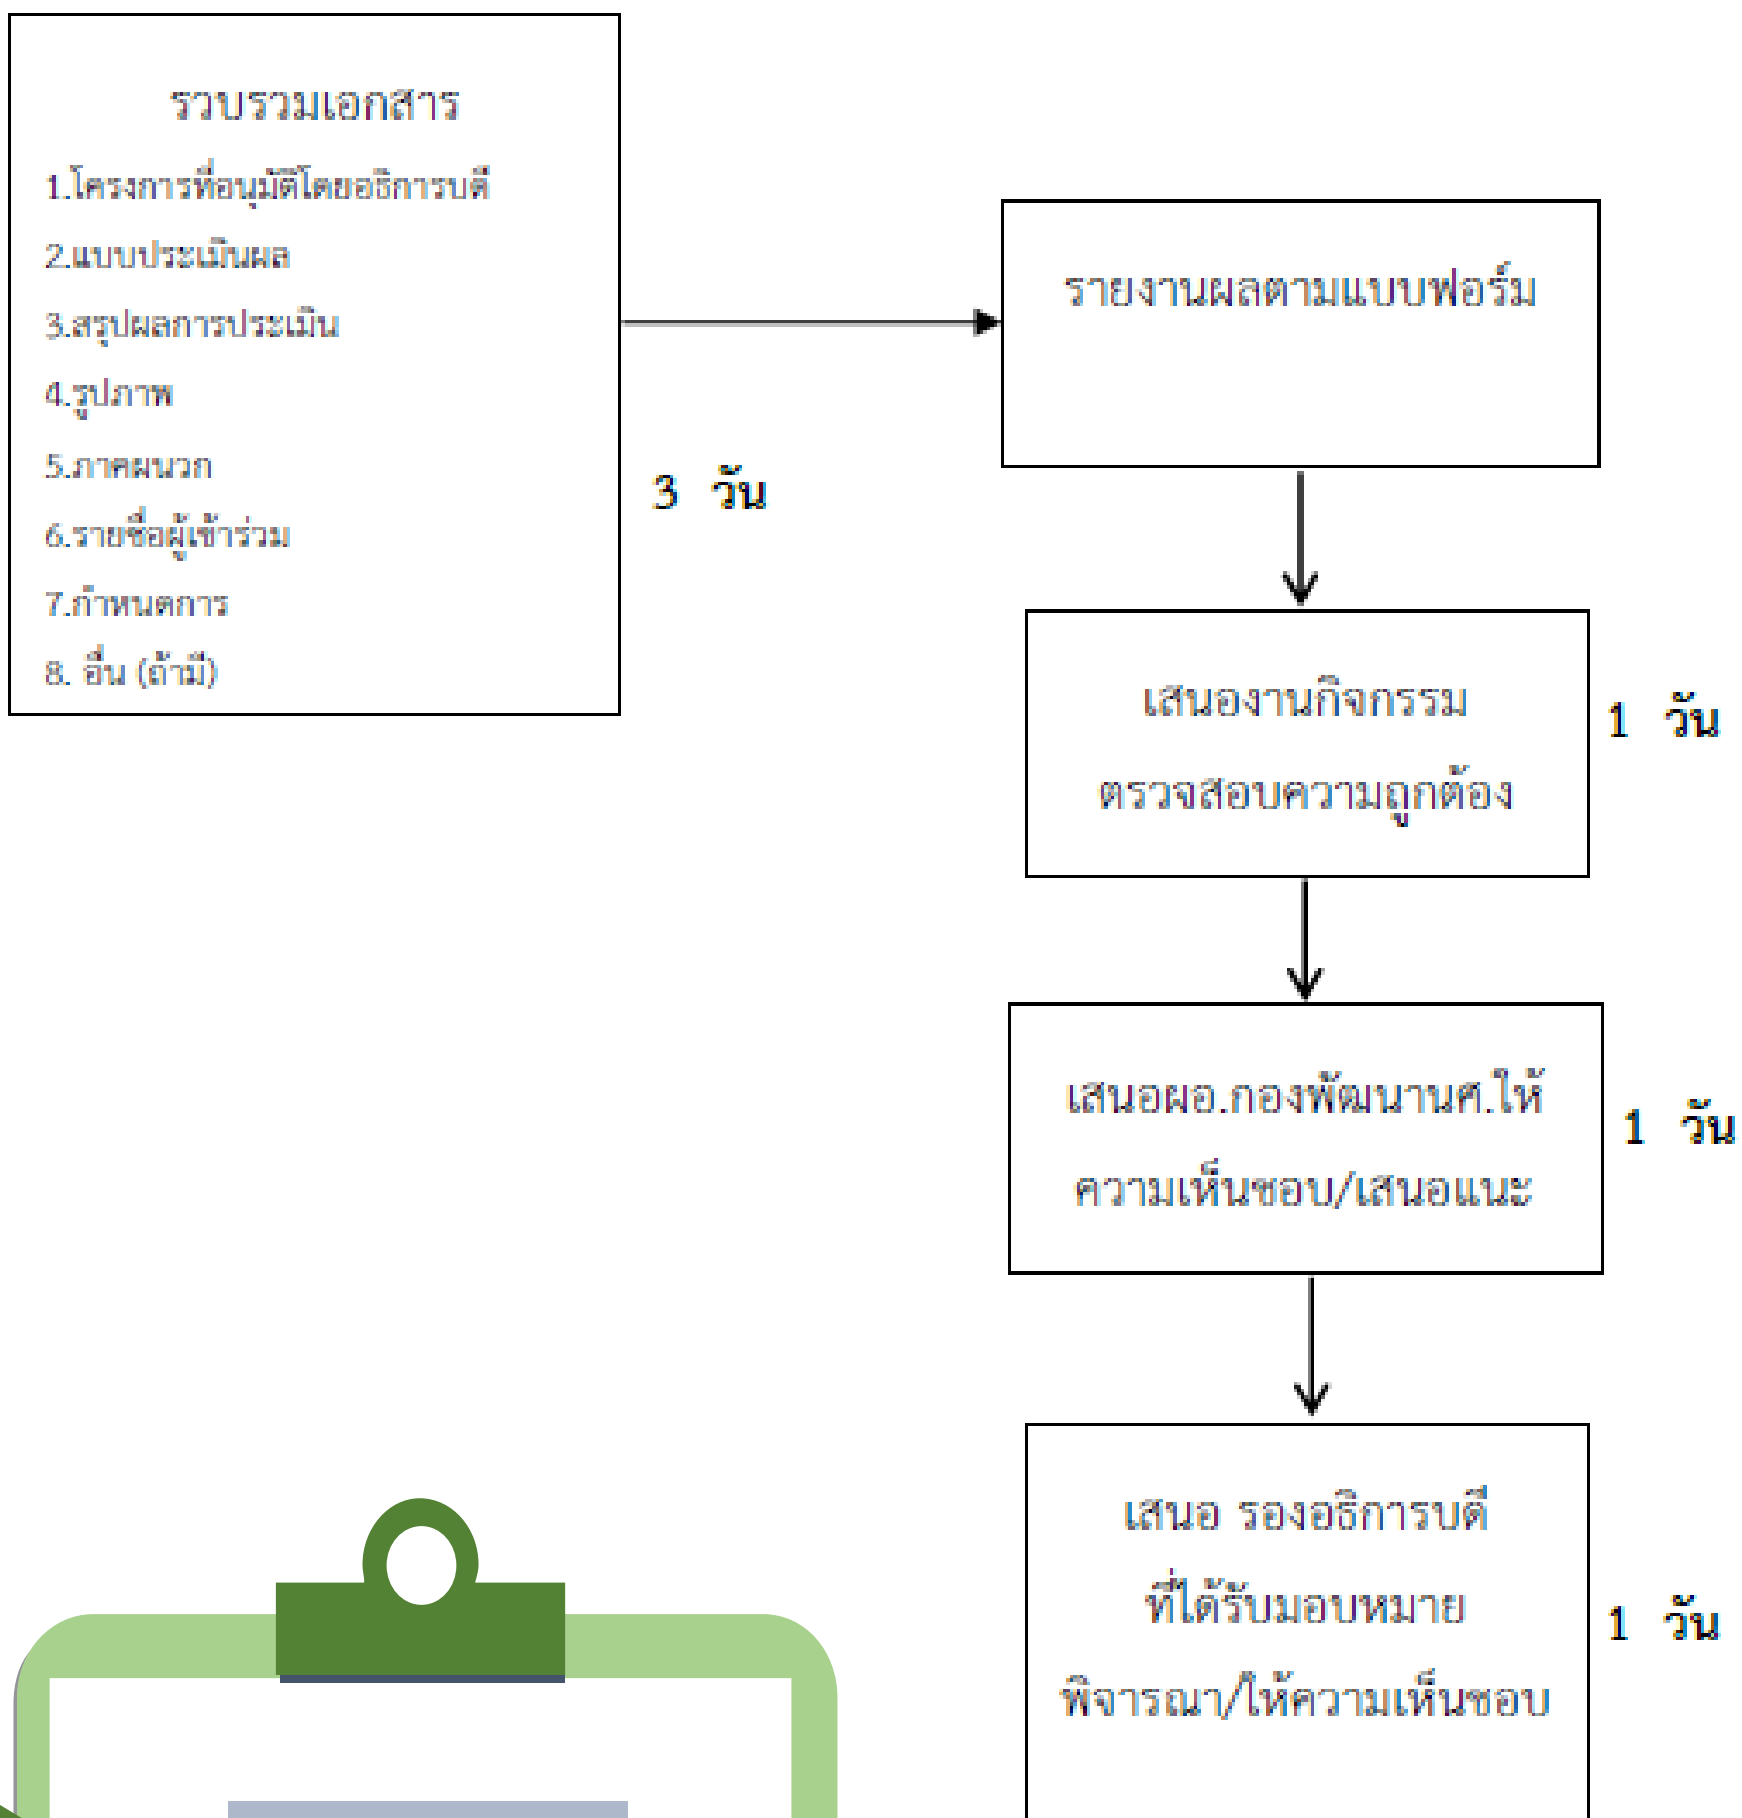 รวบรวมเอกสาร
1.โครงการที่อนุมัติโดยอธิการบดี
2.แบบประเมินผล
3.สรุปผลการประเมิน
4.รูปภาพ
5.ภาคผนวก
6.รายชื่อผู้เข้าร่วม
7.กำหนดการ
8. อื่น (ถ้ามี)
3 วัน
รายงานผลตามแบบฟอร์ม
เสนองานกิจกรรม
ตรวจสอบความถูกต้อง
1 วัน
เสนอผอ.กองพัฒนานศ.ให้
ความเห็นชอบ/เสนอแนะ
1 วัน
เสนอ รองอธิการบดี
ที่ได้รับมอบหมาย
พิจารณา/ให้ความเห็นชอบ
1 วัน